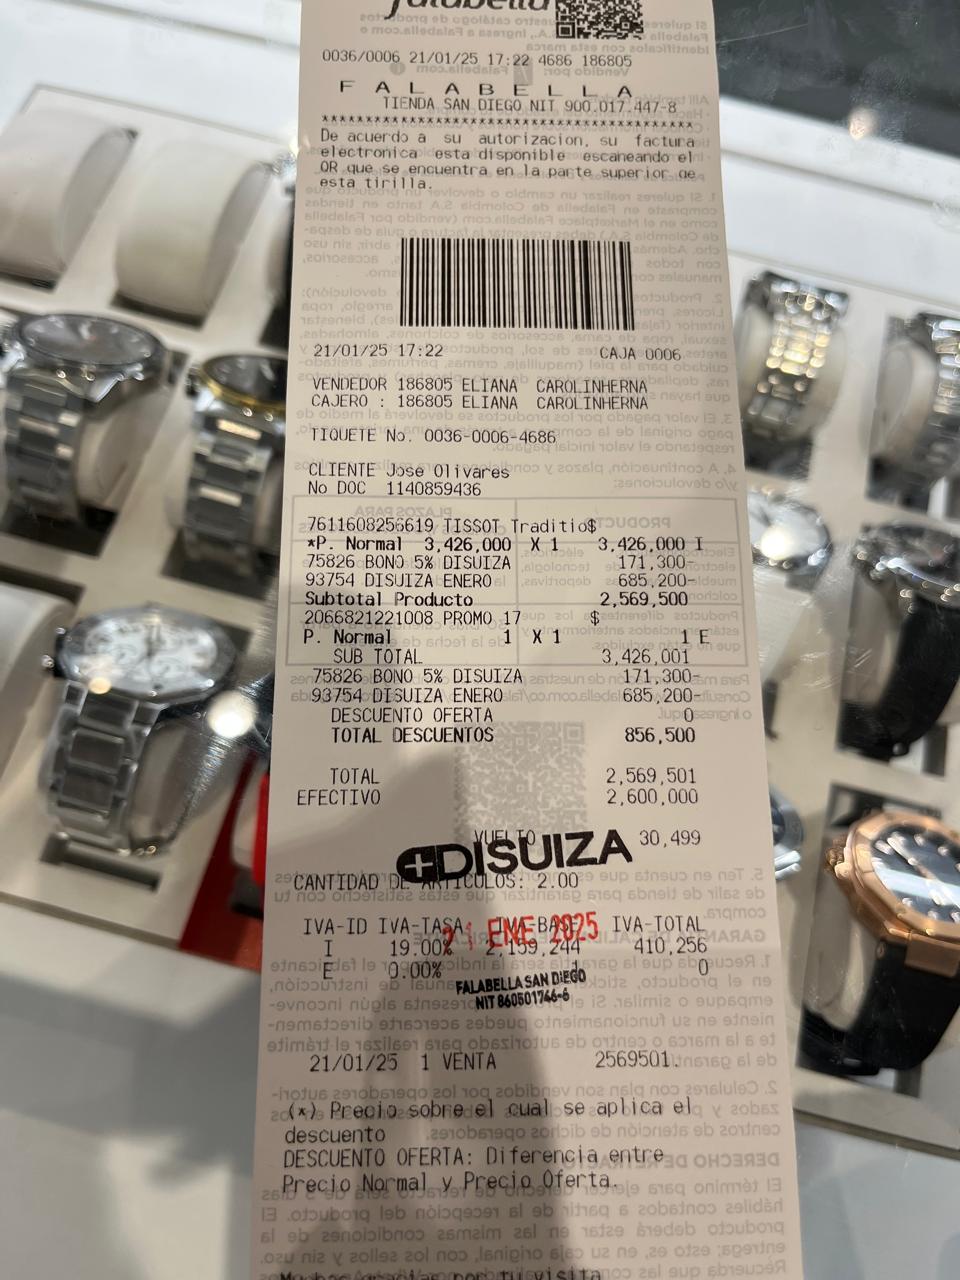 falabella
0036/0006 21/01/25 17:22 4686 186805
F A L A B E L L A
TIENDA SAN DIEGO NIT 900.017.447-8
****************************************
De acuerdo a su autorizacion, su factura
electronica esta disponible escaneando el
QR que se encuentra en la parte superior de
esta tirilla.
21/01/25 17:22 CAJA 0006
VENDEDOR 186805 ELIANA CAROLINHERNA
CAJERO : 186805 ELIANA CAROLINHERNA
TIQUETE No. 0036-0006-4686
CLIENTE Jose Olivares
No DOC 1140859436
7611608256619 TISSOT Traditio$
*P. Normal 3,426,000 X 1 3,426,000 I
75826 BONO 5% DISUIZA 171,300-
93754 DISUIZA ENERO 685,200-
Subtotal Producto 2,569,500
2066821221008 PROMO 17 $
P. Normal 1 X 1 1 E
SUB TOTAL 3,426,001
75826 BONO 5% DISUIZA 171,300-
93754 DISUIZA ENERO 685,200-
DESCUENTO OFERTA 0
TOTAL DESCUENTOS 856,500
TOTAL 2,569,501
EFECTIVO 2,600,000
VUELTO 30,499
DISUIZA
CANTIDAD DE ARTICULOS: 2.00
IVA-ID IVA-TASA IVA-BASE IVA-TOTAL
21 ENE 2025
I 19.00% 2,159,244 410,256
E 0.00% 1 0
FALABELLA SAN DIEGO
NIT 860501746-6
21/01/25 1 VENTA 2569501.
(*) Precio sobre el cual se aplica el
descuento
DESCUENTO OFERTA: Diferencia entre
Precio Normal y Precio Oferta.
Muchas gracias por tu visita